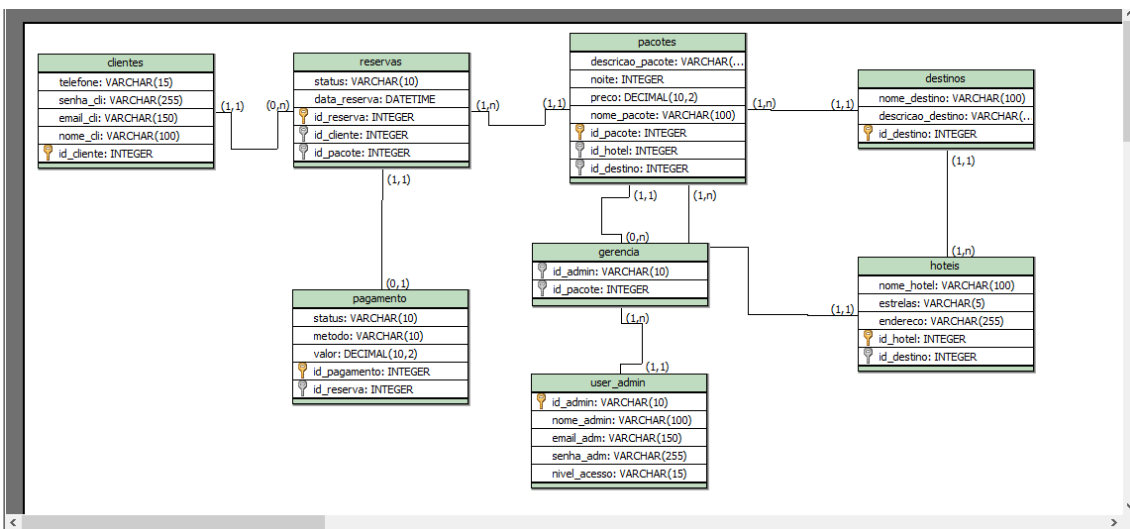 clientes
telefone: VARCHAR(15)
senha_cli: VARCHAR(255)
email_cli: VARCHAR(150)
nome_cli: VARCHAR(100)
id_cliente: INTEGER
(1,1)
(0,n)
reservas
status: VARCHAR(10)
data_reserva: DATETIME
id_reserva: INTEGER
id_cliente: INTEGER
id_pacote: INTEGER
(1,n)
(1,1)
(1,1)
pacotes
descricao_pacote: VARCHAR(...
noite: INTEGER
preco: DECIMAL(10,2)
nome_pacote: VARCHAR(100)
id_pacote: INTEGER
id_hotel: INTEGER
id_destino: INTEGER
(1,n)
(1,1)
(1,1)
(1,n)
destinos
nome_destino: VARCHAR(100)
descricao_destino: VARCHAR(..
id_destino: INTEGER
(1,1)
(0,n)
gerencia
id_admin: VARCHAR(10)
id_pacote: INTEGER
(1,n)
(1,1)
(1,n)
hoteis
nome_hotel: VARCHAR(100)
estrelas: VARCHAR(5)
endereco: VARCHAR(255)
id_hotel: INTEGER
id_destino: INTEGER
(0,1)
pagamento
status: VARCHAR(10)
metodo: VARCHAR(10)
valor: DECIMAL(10,2)
id_pagamento: INTEGER
id_reserva: INTEGER
(1,1)
user_admin
id_admin: VARCHAR(10)
nome_admin: VARCHAR(100)
email_adm: VARCHAR(150)
senha_adm: VARCHAR(255)
nivel_acesso: VARCHAR(15)